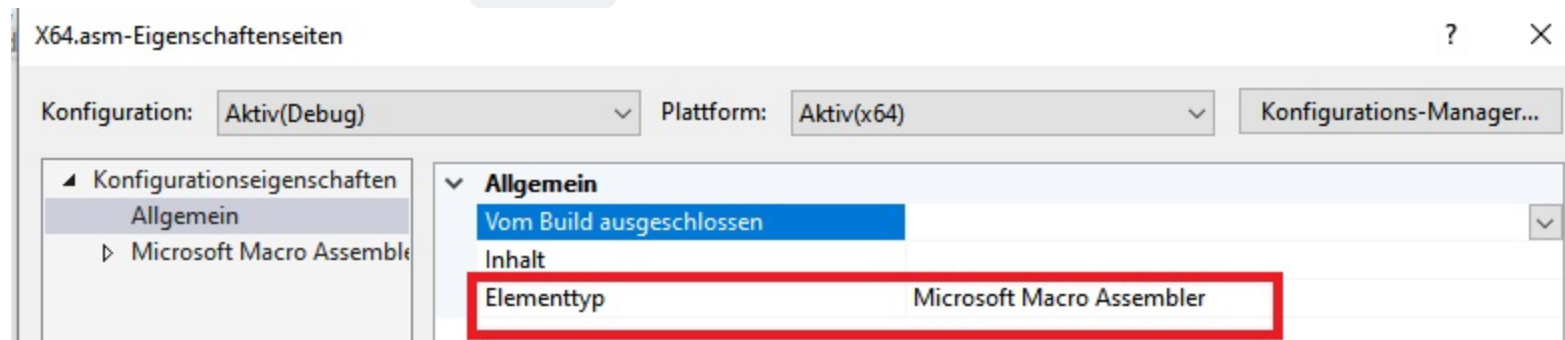 X64.asm-Eigenschaftenseiten ?
Konfiguration: Aktiv(Debug) Plattform: Aktiv(x64) Konfigurations-Manager...
Konfigurationseigenschaften
Allgemein
Microsoft Macro Assemble
Allgemein
Vom Build ausgeschlossen
Inhalt
Elementtyp Microsoft Macro Assembler